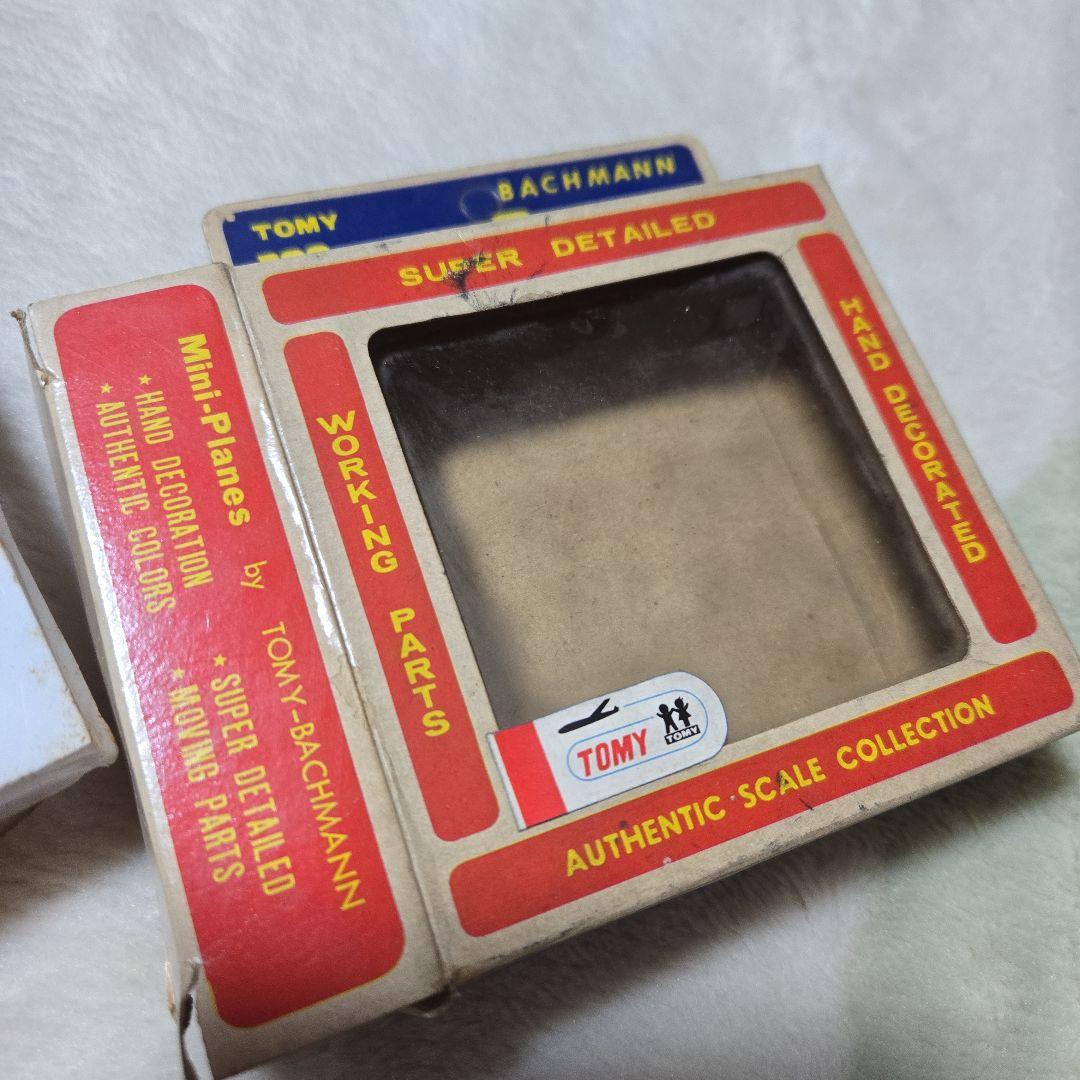 TOMY BACHMANN
SUPER DETAILED
WORKING PARTS
HAND DECORATED
TOMY
TOMY
AUTHENTIC SCALE COLLECTION
Mini-Planes by TOMY-BACHMANN
★ HAND DECORATION ★ SUPER DETAILED
★ AUTHENTIC COLORS ★ MOVING PARTS